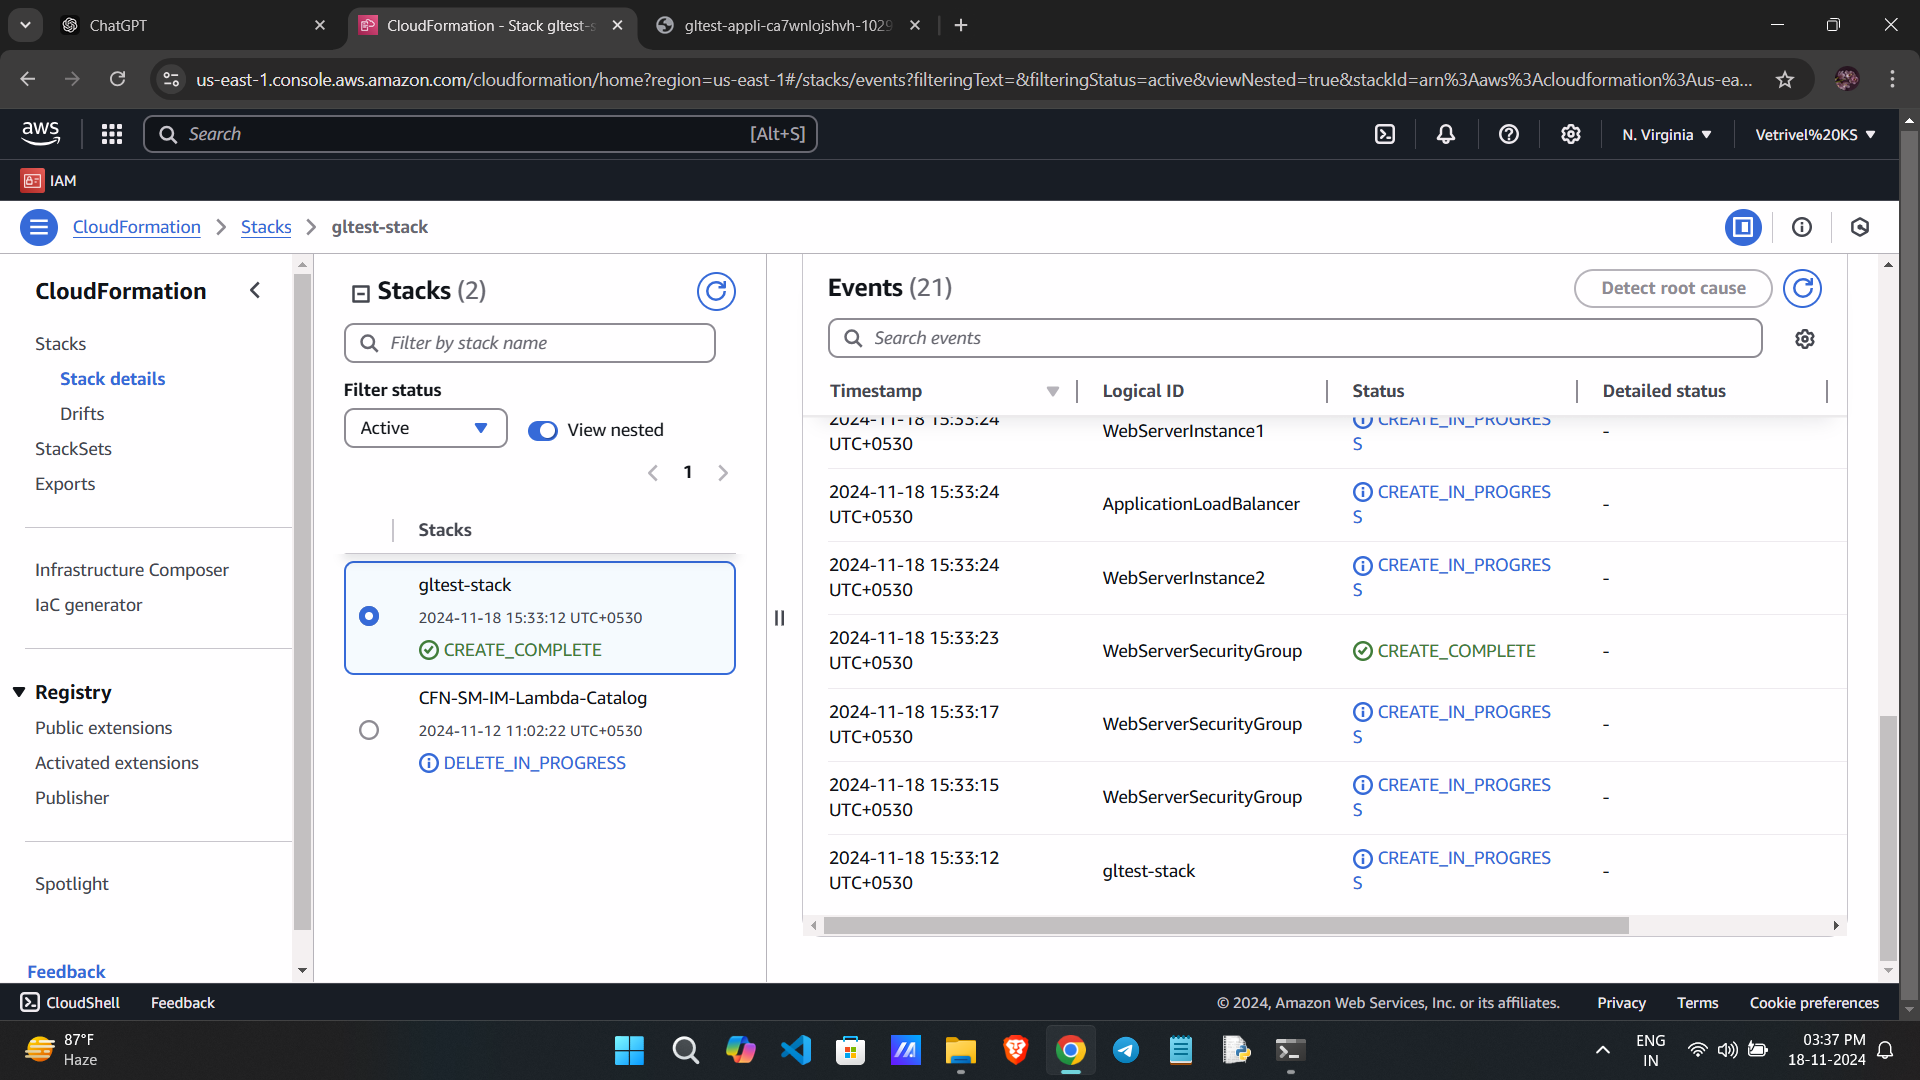 ChatGPT
CloudFormation - Stack gltest-s
gltest-appli-ca7wnlojshvh-1029
us-east-1.console.aws.amazon.com/cloudformation/home?region=us-east-1#/stacks/events?filteringText=&filteringStatus=active&viewNested=true&stackId=arn%3Aaws%3Acloudformation%3Aus-ea...
aws
Search
[Alt+S]
N. Virginia
Vetrivel%20KS
IAM
CloudFormation
Stacks
gltest-stack
CloudFormation
Stacks
Stack details
Drifts
StackSets
Exports
Infrastructure Composer
IaC generator
Registry
Public extensions
Activated extensions
Publisher
Spotlight
Feedback
Stacks (2)
Filter by stack name
Filter status
Active
View nested
1
Stacks
gltest-stack
2024-11-18 15:33:12 UTC+0530
CREATE_COMPLETE
CFN-SM-IM-Lambda-Catalog
2024-11-12 11:02:22 UTC+0530
DELETE_IN_PROGRESS
Events (21)
Detect root cause
Search events
Timestamp
Logical ID
Status
Detailed status
2024-11-18 15:33:24
UTC+0530
WebServerInstance1
CREATE_IN_PROGRES
S
-
2024-11-18 15:33:24
UTC+0530
ApplicationLoadBalancer
CREATE_IN_PROGRES
S
-
2024-11-18 15:33:24
UTC+0530
WebServerInstance2
CREATE_IN_PROGRES
S
-
2024-11-18 15:33:23
UTC+0530
WebServerSecurityGroup
CREATE_COMPLETE
-
2024-11-18 15:33:17
UTC+0530
WebServerSecurityGroup
CREATE_IN_PROGRES
S
-
2024-11-18 15:33:15
UTC+0530
WebServerSecurityGroup
CREATE_IN_PROGRES
S
-
2024-11-18 15:33:12
UTC+0530
gltest-stack
CREATE_IN_PROGRES
S
-
CloudShell
Feedback
© 2024, Amazon Web Services, Inc. or its affiliates.
Privacy
Terms
Cookie preferences
87°F
Haze
ENG
IN
03:37 PM
18-11-2024